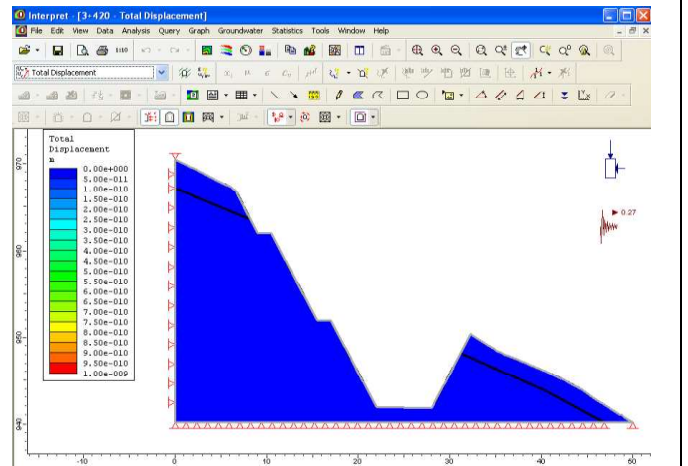 Interpret - [3+420 - Total Displacement]
File Edit View Data Analysis Query Graph Groundwater Statistics Tools Window Help
Total Displacement
Total
Displacement
m
0.00e+000
5.00e-011
1.00e-010
1.50e-010
2.00e-010
2.50e-010
3.00e-010
3.50e-010
4.00e-010
4.50e-010
5.00e-010
5.50e-010
6.00e-010
6.50e-010
7.00e-010
7.50e-010
8.00e-010
8.50e-010
9.00e-010
9.50e-010
1.00e-009
0.27
970
960
950
940
-10 0 10 20 30 40 50